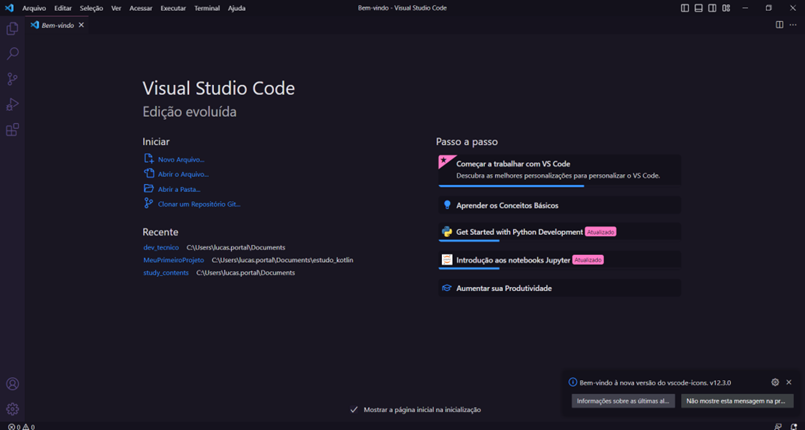 Arquivo Editar Seleção Ver Acessar Executar Terminal Ajuda
Bem-vindo - Visual Studio Code
Bem-vindo
Visual Studio Code
Edição evoluída
Iniciar
Novo Arquivo...
Abrir o Arquivo...
Abrir a Pasta...
Clonar um Repositório Git...
Recente
dev_tecnico C:\Users\lucas.portal\Documents
MeuPrimeiroProjeto C:\Users\lucas.portal\Documents\estudo_kotlin
study_contents C:\Users\lucas.portal\Documents
Passo a passo
Começar a trabalhar com VS Code
Descubra as melhores personalizações para personalizar o VS Code.
Aprender os Conceitos Básicos
Get Started with Python Development Atualizado
Introdução aos notebooks Jupyter Atualizado
Aumentar sua Produtividade
Mostrar a página inicial na inicialização
Bem-vindo à nova versão do vscode-icons. v12.3.0
Informações sobre as últimas al...
Não mostre esta mensagem na pr...
0 0